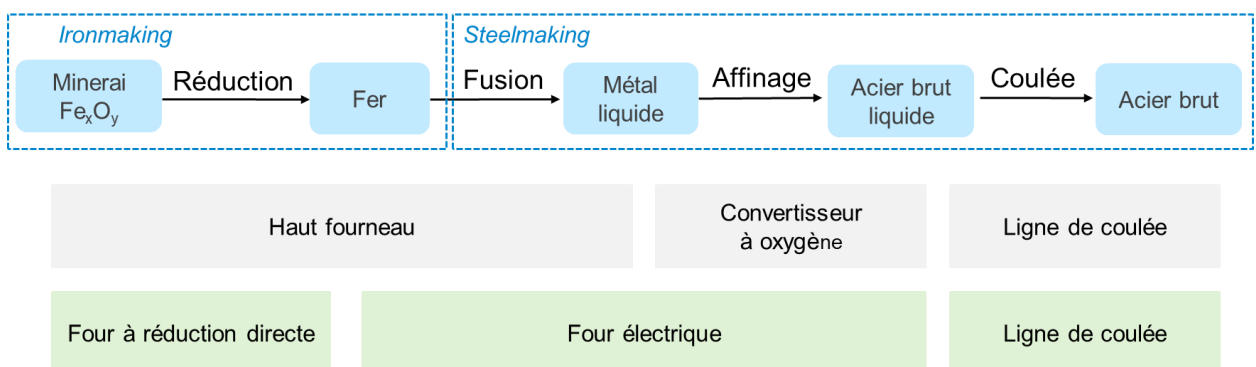 Ironmaking
Steelmaking
Minerai
FexOy
Réduction
Fer
Fusion
Métal
liquide
Affinage
Acier brut
liquide
Coulée
Acier brut
Haut fourneau
Convertisseur
à oxygène
Ligne de coulée
Four à réduction directe
Four électrique
Ligne de coulée